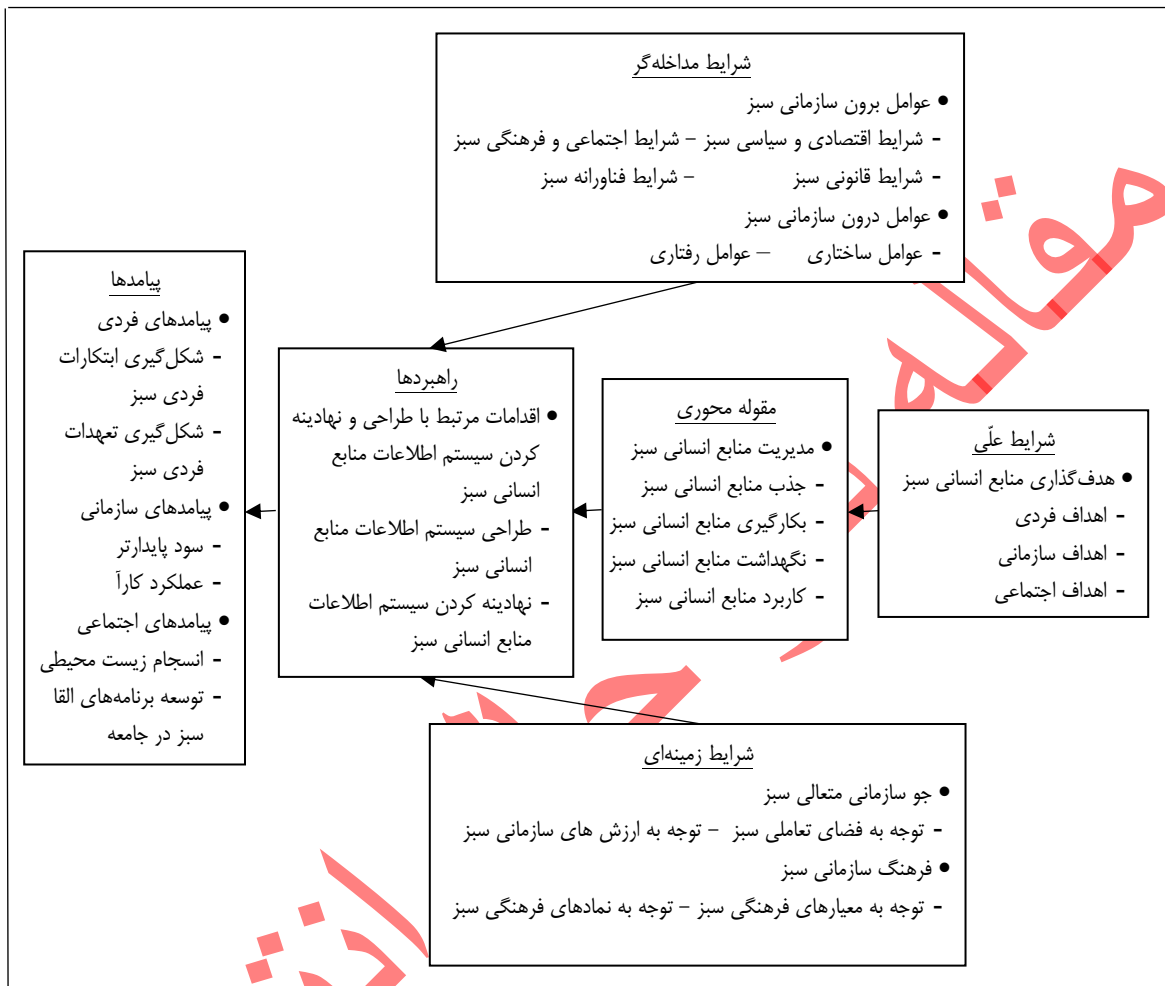 شرایط مداخله‌گر
• عوامل برون سازمانی سبز
- شرایط اقتصادی و سیاسی سبز – شرایط اجتماعی و فرهنگی سبز
- شرایط قانونی سبز – شرایط فناورانه سبز
• عوامل درون سازمانی سبز
- عوامل ساختاری – عوامل رفتاری
شرایط علّی
• هدف‌گذاری منابع انسانی سبز
- اهداف فردی
- اهداف سازمانی
- اهداف اجتماعی
مقوله محوری
• مدیریت منابع انسانی سبز
- جذب منابع انسانی سبز
- بکارگیری منابع انسانی سبز
- نگهداشت منابع انسانی سبز
- کاربرد منابع انسانی سبز
راهبردها
• اقدامات مرتبط با طراحی و نهادینه
کردن سیستم اطلاعات منابع
انسانی سبز
- طراحی سیستم اطلاعات منابع
انسانی سبز
- نهادینه کردن سیستم اطلاعات
منابع انسانی سبز
پیامدها
• پیامدهای فردی
- شکل‌گیری ابتکارات
فردی سبز
- شکل‌گیری تعهدات
فردی سبز
• پیامدهای سازمانی
- سود پایدارتر
- عملکرد کارآ
• پیامدهای اجتماعی
- انسجام زیست محیطی
- توسعه برنامه‌های القا
سبز در جامعه
شرایط زمینه‌ای
• جو سازمانی متعالی سبز
- توجه به فضای تعاملی سبز – توجه به ارزش های سازمانی سبز
• فرهنگ سازمانی سبز
- توجه به معیارهای فرهنگی سبز – توجه به نمادهای فرهنگی سبز
مقاله